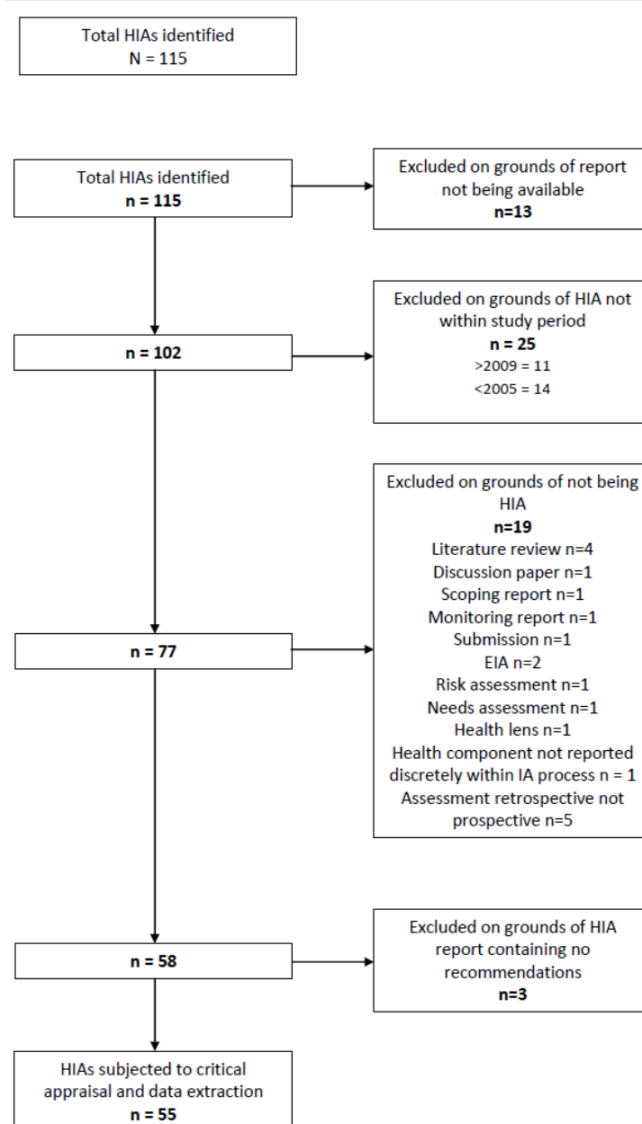 Total HIAs identified
N = 115
Total HIAs identified
n = 115
Excluded on grounds of report
not being available
n=13
n = 102
Excluded on grounds of HIA not
within study period
n = 25
>2009 = 11
<2005 = 14
n = 77
Excluded on grounds of not being
HIA
n=19
Literature review n=4
Discussion paper n=1
Scoping report n=1
Monitoring report n=1
Submission n=1
EIA n=2
Risk assessment n=1
Needs assessment n=1
Health lens n=1
Health component not reported
discretely within IA process n = 1
Assessment retrospective not
prospective n=5
n = 58
Excluded on grounds of HIA
report containing no
recommendations
n=3
HIAs subjected to critical
appraisal and data extraction
n = 55